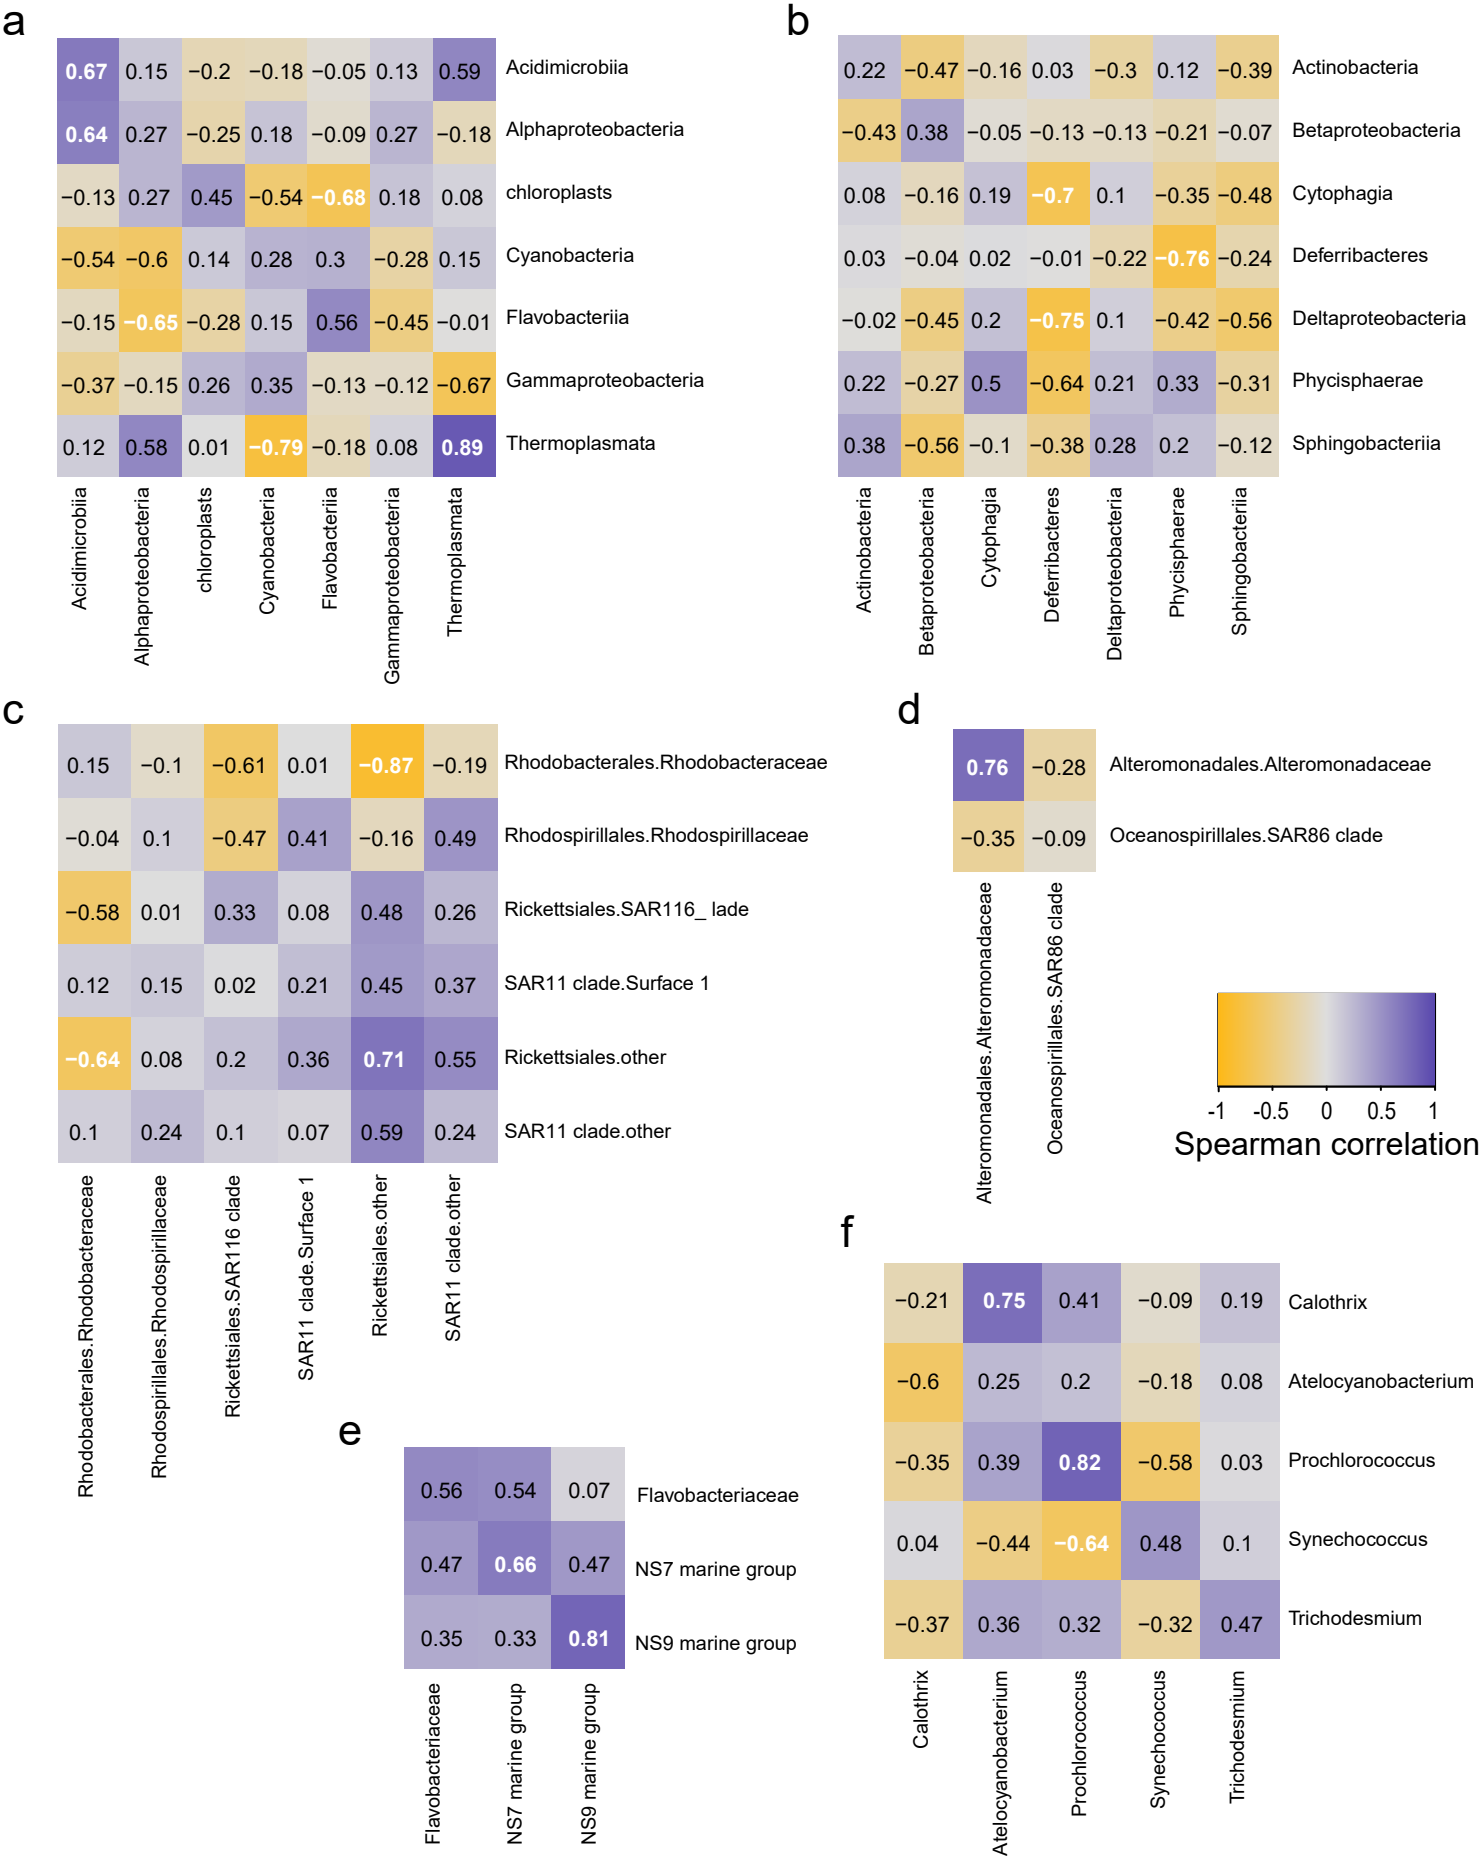 a
0.67 0.15 −0.2 −0.18 −0.05 0.13 0.59 Acidimicrobiia
0.64 0.27 −0.25 0.18 −0.09 0.27 −0.18 Alphaproteobacteria
−0.13 0.27 0.45 −0.54 −0.68 0.18 0.08 chloroplasts
−0.54 −0.6 0.14 0.28 0.3 −0.28 0.15 Cyanobacteria
−0.15 −0.65 −0.28 0.15 0.56 −0.45 −0.01 Flavobacteriia
−0.37 −0.15 0.26 0.35 −0.13 −0.12 −0.67 Gammaproteobacteria
0.12 0.58 0.01 −0.79 −0.18 0.08 0.89 Thermoplasmata
Acidimicrobiia
Alphaproteobacteria
chloroplasts
Cyanobacteria
Flavobacteriia
Gammaproteobacteria
Thermoplasmata
b
0.22 −0.47 −0.16 0.03 −0.3 0.12 −0.39 Actinobacteria
−0.43 0.38 −0.05 −0.13 −0.13 −0.21 −0.07 Betaproteobacteria
0.08 −0.16 0.19 −0.7 0.1 −0.35 −0.48 Cytophagia
0.03 −0.04 0.02 −0.01 −0.22 −0.76 −0.24 Deferribacteres
−0.02 −0.45 0.2 −0.75 0.1 −0.42 −0.56 Deltaproteobacteria
0.22 −0.27 0.5 −0.64 0.21 0.33 −0.31 Phycisphaerae
0.38 −0.56 −0.1 −0.38 0.28 0.2 −0.12 Sphingobacteriia
Actinobacteria
Betaproteobacteria
Cytophagia
Deferribacteres
Deltaproteobacteria
Phycisphaerae
Sphingobacteriia
c
0.15 −0.1 −0.61 0.01 −0.87 −0.19 Rhodobacterales.Rhodobacteraceae
−0.04 0.1 −0.47 0.41 −0.16 0.49 Rhodospirillales.Rhodospirillaceae
−0.58 0.01 0.33 0.08 0.48 0.26 Rickettsiales.SAR116_ lade
0.12 0.15 0.02 0.21 0.45 0.37 SAR11 clade.Surface 1
−0.64 0.08 0.2 0.36 0.71 0.55 Rickettsiales.other
0.1 0.24 0.1 0.07 0.59 0.24 SAR11 clade.other
Rhodobacterales.Rhodobacteraceae
Rhodospirillales.Rhodospirillaceae
Rickettsiales.SAR116 clade
SAR11 clade.Surface 1
Rickettsiales.other
SAR11 clade.other
d
0.76 −0.28 Alteromonadales.Alteromonadaceae
−0.35 −0.09 Oceanospirillales.SAR86 clade
Alteromonadales.Alteromonadaceae
Oceanospirillales.SAR86 clade
-1 -0.5 0 0.5 1
Spearman correlation
e
0.56 0.54 0.07 Flavobacteriaceae
0.47 0.66 0.47 NS7 marine group
0.35 0.33 0.81 NS9 marine group
Flavobacteriaceae
NS7 marine group
NS9 marine group
f
−0.21 0.75 0.41 −0.09 0.19 Calothrix
−0.6 0.25 0.2 −0.18 0.08 Atelocyanobacterium
−0.35 0.39 0.82 −0.58 0.03 Prochlorococcus
0.04 −0.44 −0.64 0.48 0.1 Synechococcus
−0.37 0.36 0.32 −0.32 0.47 Trichodesmium
Calothrix
Atelocyanobacterium
Prochlorococcus
Synechococcus
Trichodesmium